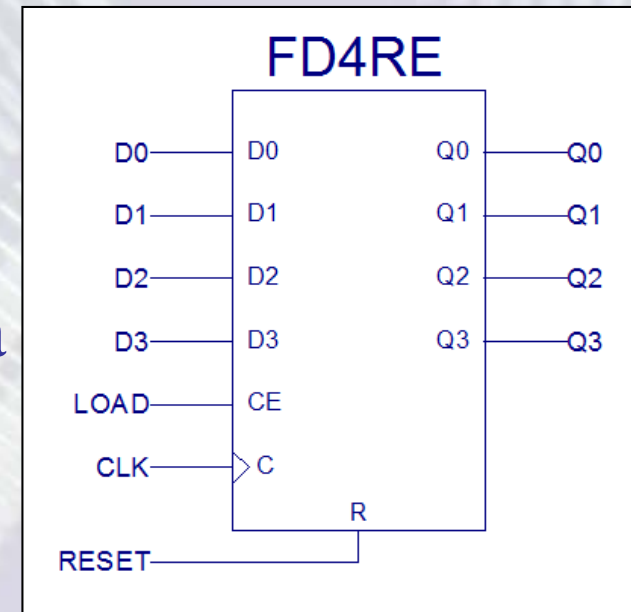 FD4RE
D0 D0 Q0 Q0
D1 D1 Q1 Q1
D2 D2 Q2 Q2
D3 D3 Q3 Q3
LOAD CE
CLK C
R
RESET